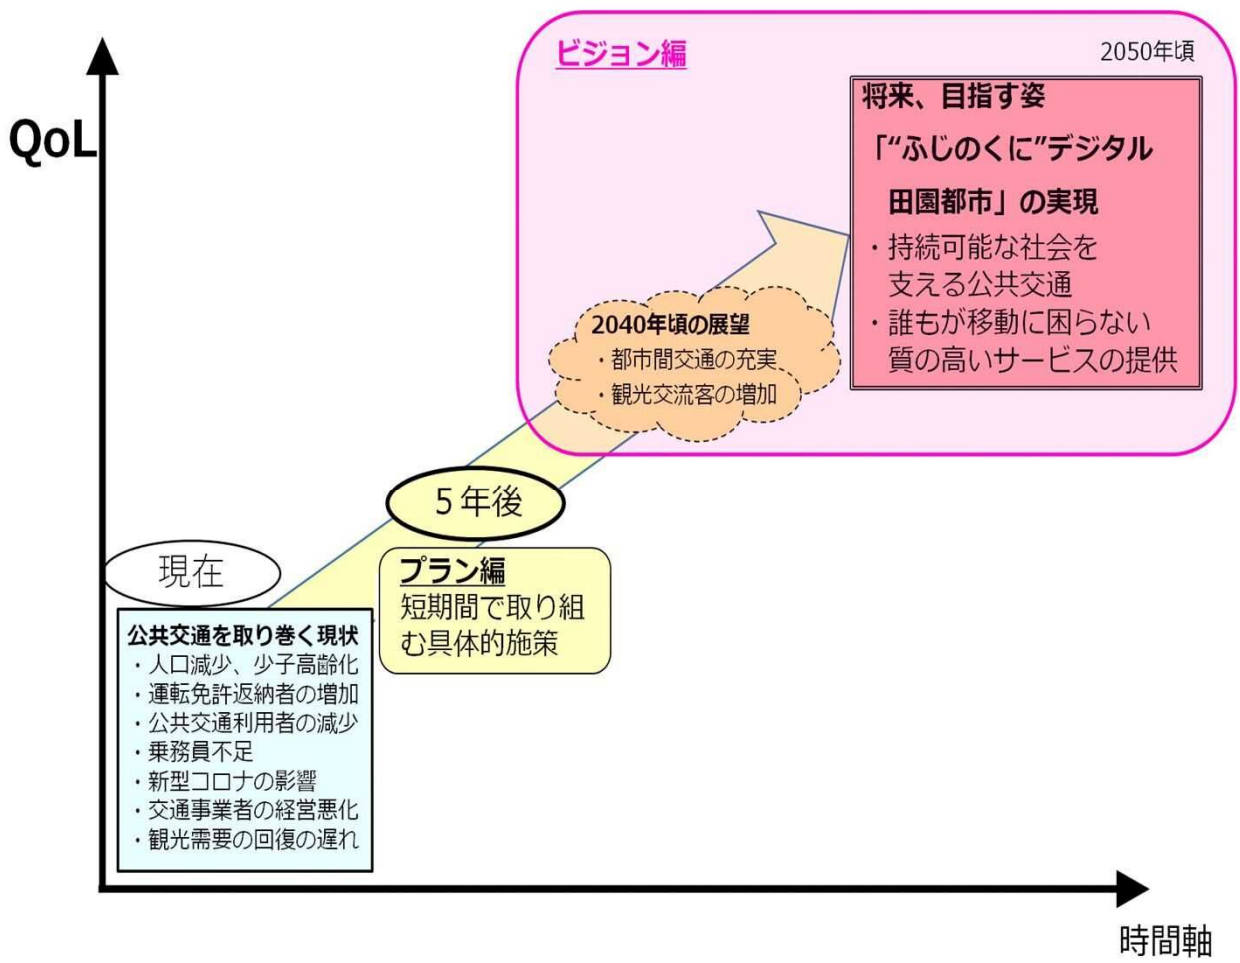 QoL
ビジョン編
2050年頃
将来、目指す姿
「“ふじのくに”デジタル
田園都市」の実現
・持続可能な社会を
支える公共交通
・誰もが移動に困らない
質の高いサービスの提供
2040年頃の展望
・都市間交通の充実
・観光交流客の増加
５年後
プラン編
短期間で取り組
む具体的施策
現在
公共交通を取り巻く現状
・人口減少、少子高齢化
・運転免許返納者の増加
・公共交通利用者の減少
・乗務員不足
・新型コロナの影響
・交通事業者の経営悪化
・観光需要の回復の遅れ
時間軸